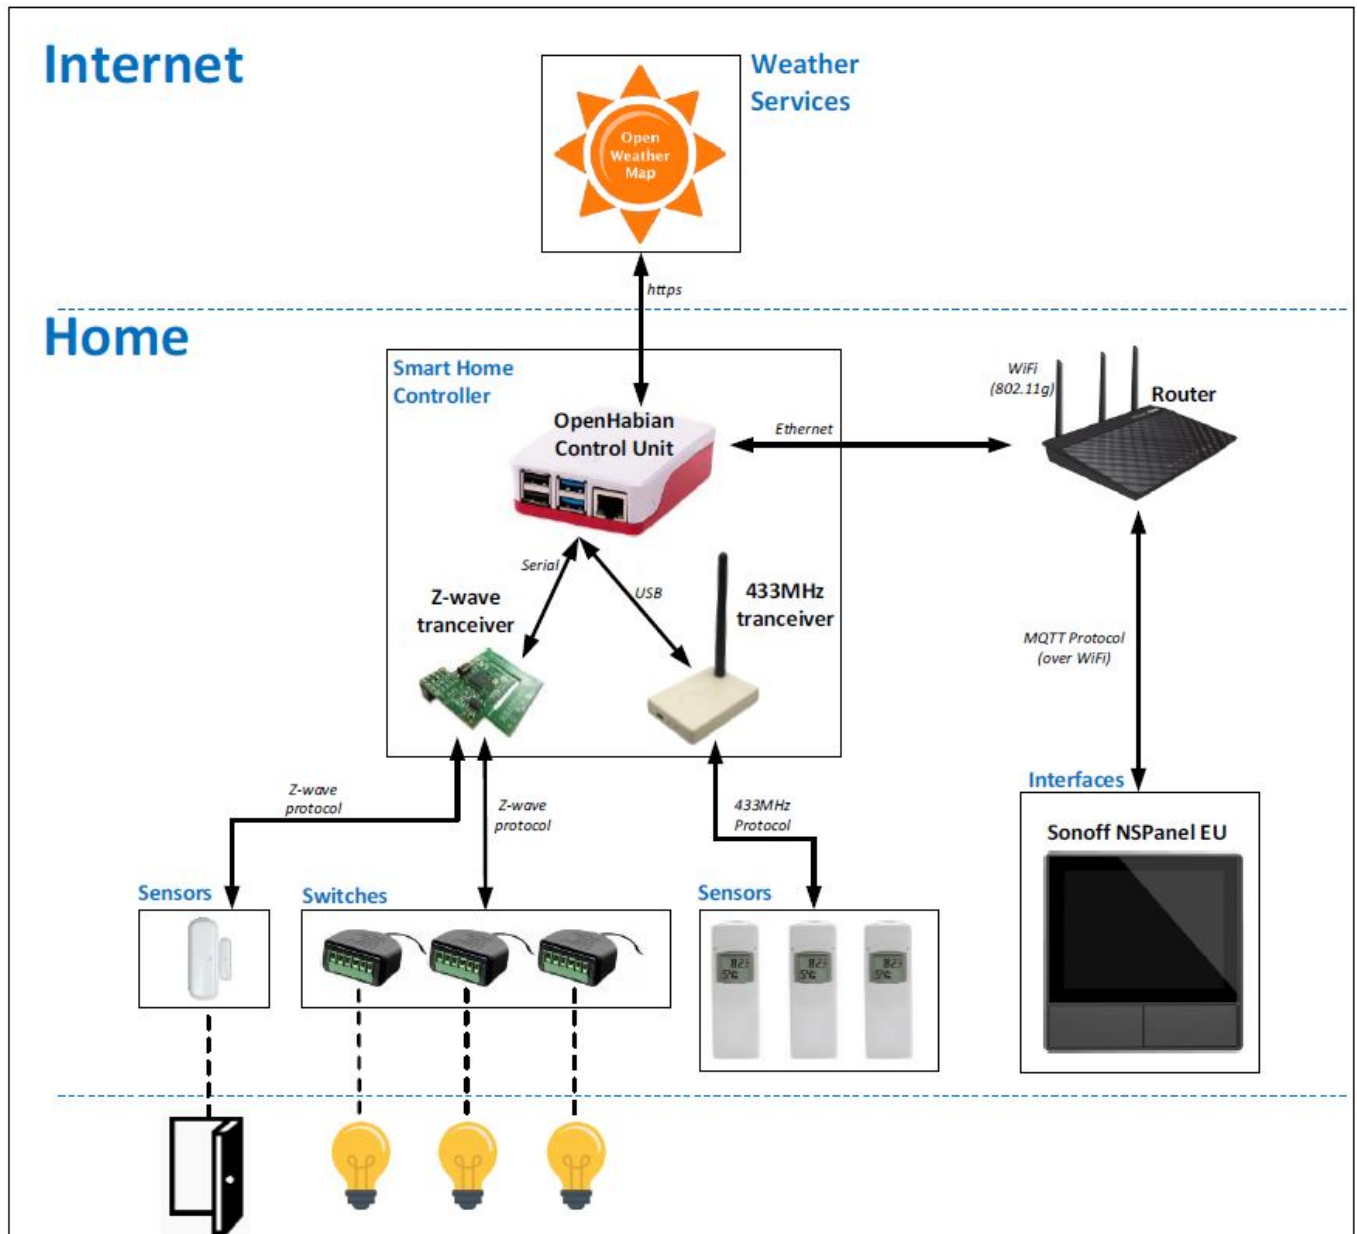 Internet
Weather
Services
Open
Weather
Map
https
Home
Smart Home
Controller
OpenHabian
Control Unit
Ethernet
WiFi
(802.11g)
Router
Serial
USB
Z-wave
tranceiver
433MHz
tranceiver
MQTT Protocol
(over WiFi)
Z-wave
protocol
Z-wave
protocol
433MHz
Protocol
Interfaces
Sonoff NSPanel EU
Sensors
Switches
Sensors